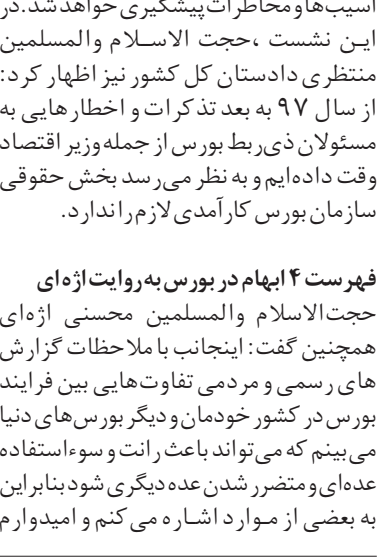 آسیب‌ها و مخاطرات پیشگیری خواهد شد. در
این نشست ،حجت الاسلام والمسلمین
منتظری دادستان کل کشور نیز اظهار کرد:
از سال ۹۷ به بعد تذکرات و اخطارهایی به
مسئولان ذی‌ربط بورس از جمله وزیر اقتصاد
وقت داده‌ایم و به نظر می‌رسد بخش حقوقی
سازمان بورس کارآمدی لازم را ندارد.
فهرست ۴ ابهام در بورس به روایت اژه ای
حجت‌الاسلام والمسلمین محسنی اژه‌ای
همچنین گفت: اینجانب با ملاحظات گزارش
های رسمی و مردمی تفاوت‌هایی بین فرایند
بورس در کشور خودمان و دیگر بورس‌های دنیا
می‌بینم که می‌تواند باعث رانت و سوءاستفاده
عده‌ای و متضرر شدن عده دیگری شود بنابراین
به بعضی از موارد اشاره می‌کنم و امیدوارم